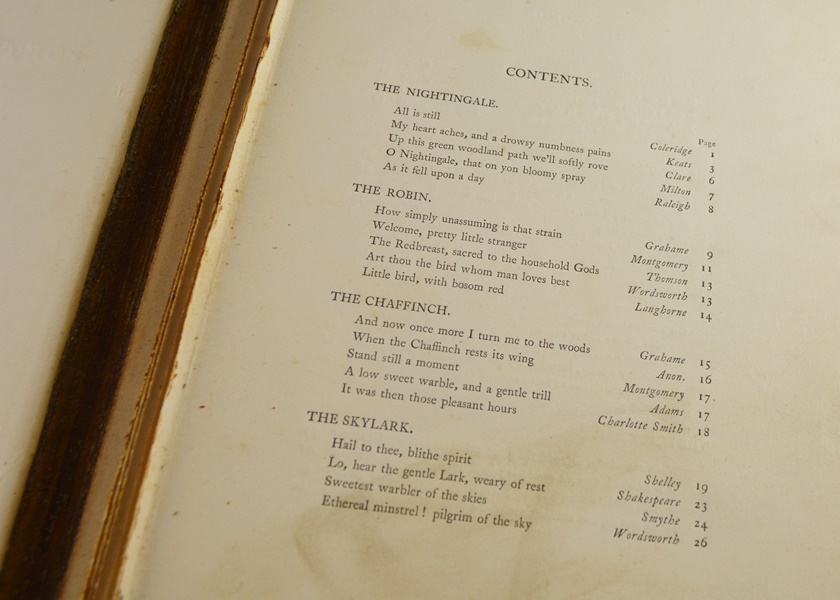 CONTENTS.
THE NIGHTINGALE.
Page
All is still Coleridge 1
My heart aches, and a drowsy numbness pains Keats 3
Up this green woodland path we'll softly rove Clare 6
O Nightingale, that on yon bloomy spray Milton 7
As it fell upon a day Raleigh 8
THE ROBIN.
How simply unassuming is that strain Grahame 9
Welcome, pretty little stranger Montgomery 11
The Redbreast, sacred to the household Gods Thomson 13
Art thou the bird whom man loves best Wordsworth 13
Little bird, with bosom red Langhorne 14
THE CHAFFINCH.
And now once more I turn me to the woods Grahame 15
When the Chaffinch rests its wing Anon. 16
Stand still a moment Montgomery 17
A low sweet warble, and a gentle trill Adams 17
It was then those pleasant hours Charlotte Smith 18
THE SKYLARK.
Hail to thee, blithe spirit Shelley 19
Lo, hear the gentle Lark, weary of rest Shakespeare 23
Sweetest warbler of the skies Smythe 24
Ethereal minstrel! pilgrim of the sky Wordsworth 26